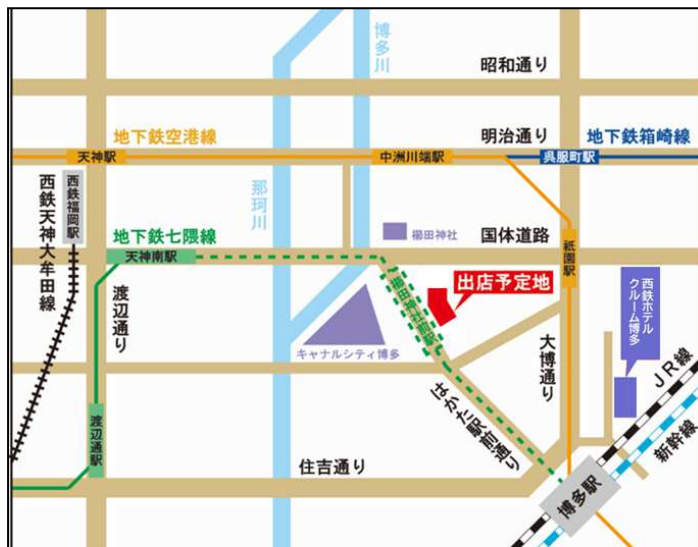 博多川
昭和通り
地下鉄空港線
明治通り
地下鉄箱崎線
天神駅
中洲川端駅
呉服町駅
西鉄福岡駅
西鉄天神大牟田線
那珂川
櫛田神社
国体道路
祇園駅
地下鉄七隈線
天神南駅
櫛田神社前駅
出店予定地
西鉄ホテル
クルーム博多
渡辺通り
キャナルシティ博多
大博通り
JR線
新幹線
はかた駅前通り
渡辺通駅
住吉通り
博多駅